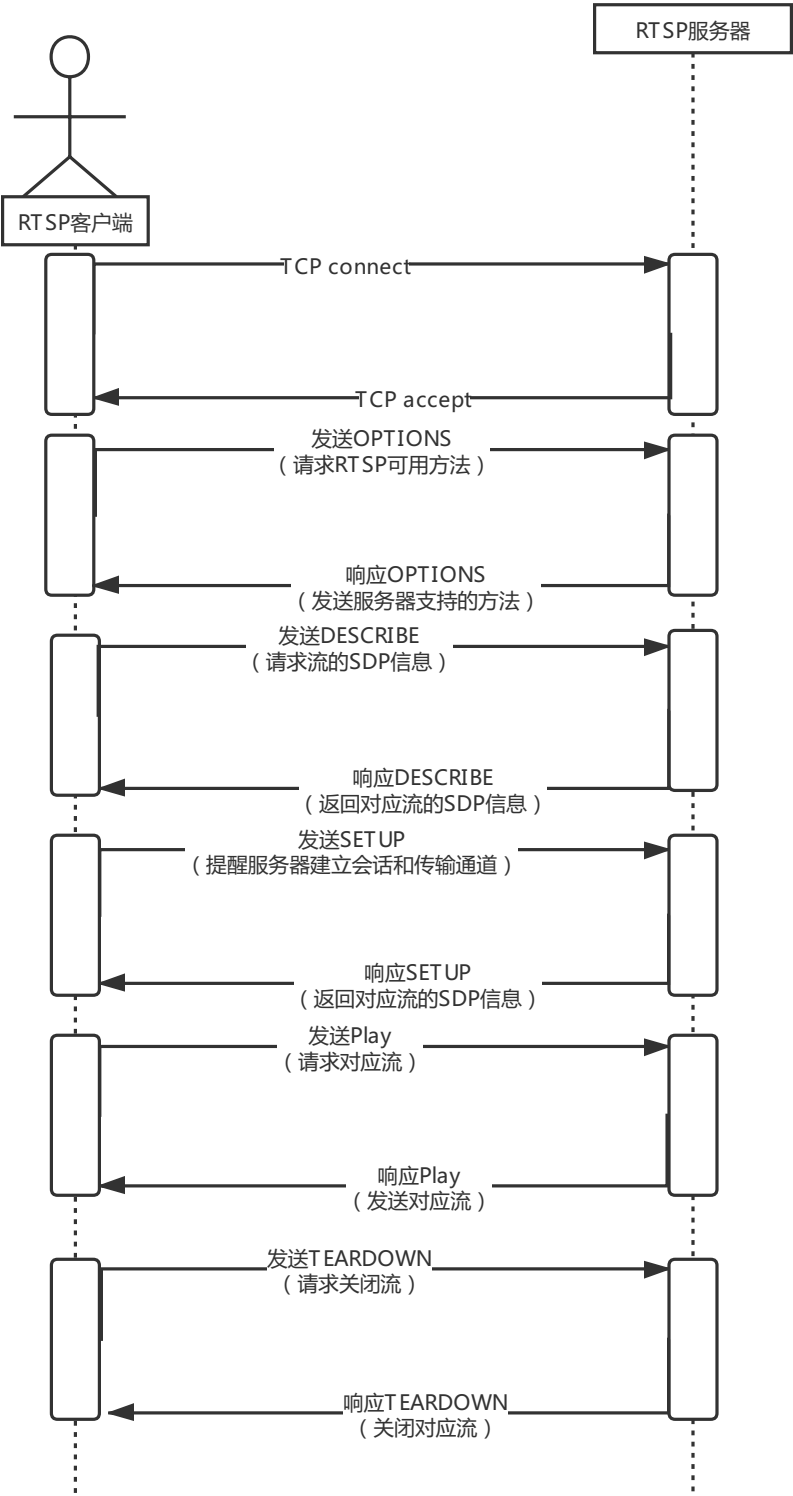 RTSP服务器
RTSP客户端
TCP connect
TCP accept
发送OPTIONS
（请求RTSP可用方法）
响应OPTIONS
（发送服务器支持的方法）
发送DESCRIBE
（请求流的SDP信息）
响应DESCRIBE
（返回对应流的SDP信息）
发送SETUP
（提醒服务器建立会话和传输通道）
响应SETUP
（返回对应流的SDP信息）
发送Play
（请求对应流）
响应Play
（发送对应流）
发送TEARDOWN
（请求关闭流）
响应TEARDOWN
（关闭对应流）